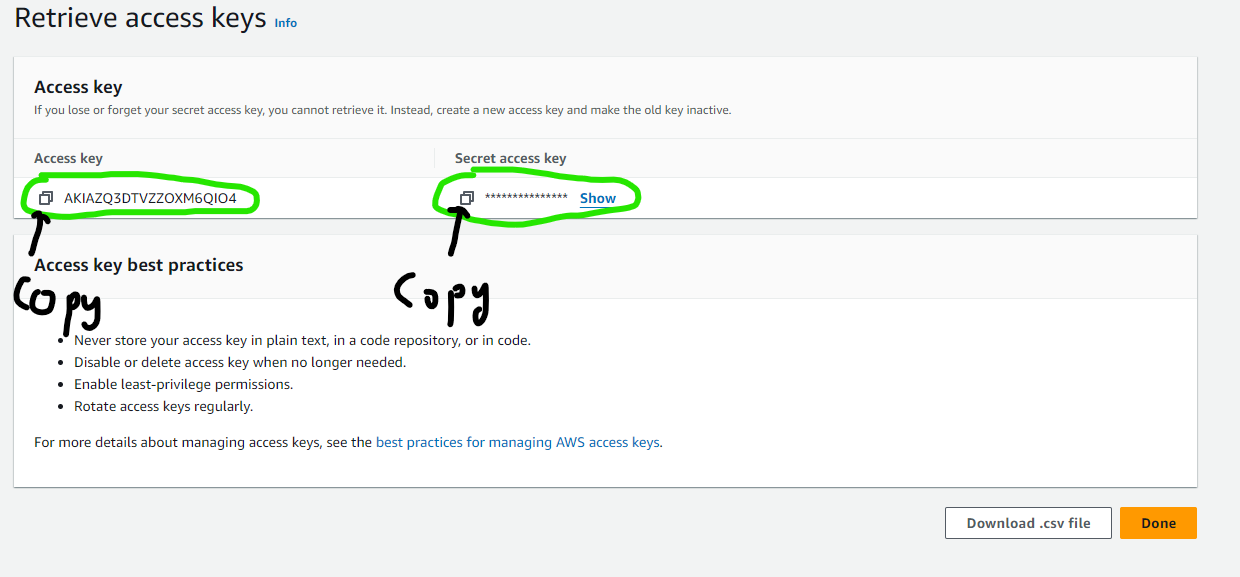 Retrieve access keys Info
Access key
If you lose or forget your secret access key, you cannot retrieve it. Instead, create a new access key and make the old key inactive.
Access key Secret access key
AKIAZQ3DTVZZOXM6QIO4 *************** Show
Access key best practices
Copy Copy
Never store your access key in plain text, in a code repository, or in code.
Disable or delete access key when no longer needed.
Enable least-privilege permissions.
Rotate access keys regularly.
For more details about managing access keys, see the best practices for managing AWS access keys.
Download .csv file Done